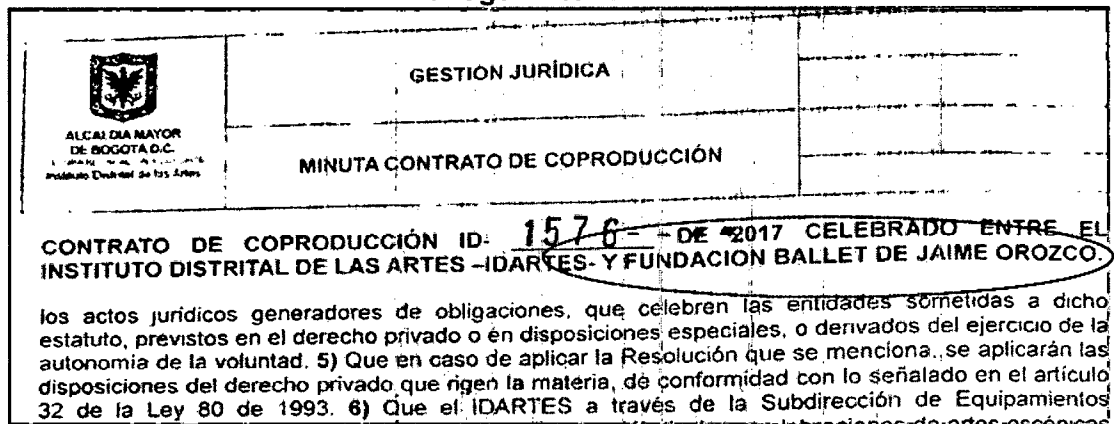 GESTIÓN JURÍDICA
ALCALDIA MAYOR
DE BOGOTA D.C.
Instituto Distrital de las Artes
MINUTA CONTRATO DE COPRODUCCIÓN
CONTRATO DE COPRODUCCIÓN ID: 1576- - DE 2017 CELEBRADO ENTRE EL
INSTITUTO DISTRITAL DE LAS ARTES -IDARTES- Y FUNDACION BALLET DE JAIME OROZCO.
los actos jurídicos generadores de obligaciones, que celebren las entidades sometidas a dicho
estatuto, previstos en el derecho privado o en disposiciones especiales, o derivados del ejercicio de la
autonomía de la voluntad. 5) Que en caso de aplicar la Resolución que se menciona, se aplicarán las
disposiciones del derecho privado que rigen la materia, de conformidad con lo señalado en el artículo
32 de la Ley 80 de 1993. 6) Que el IDARTES a través de la Subdirección de Equipamientos
de artes escénicas